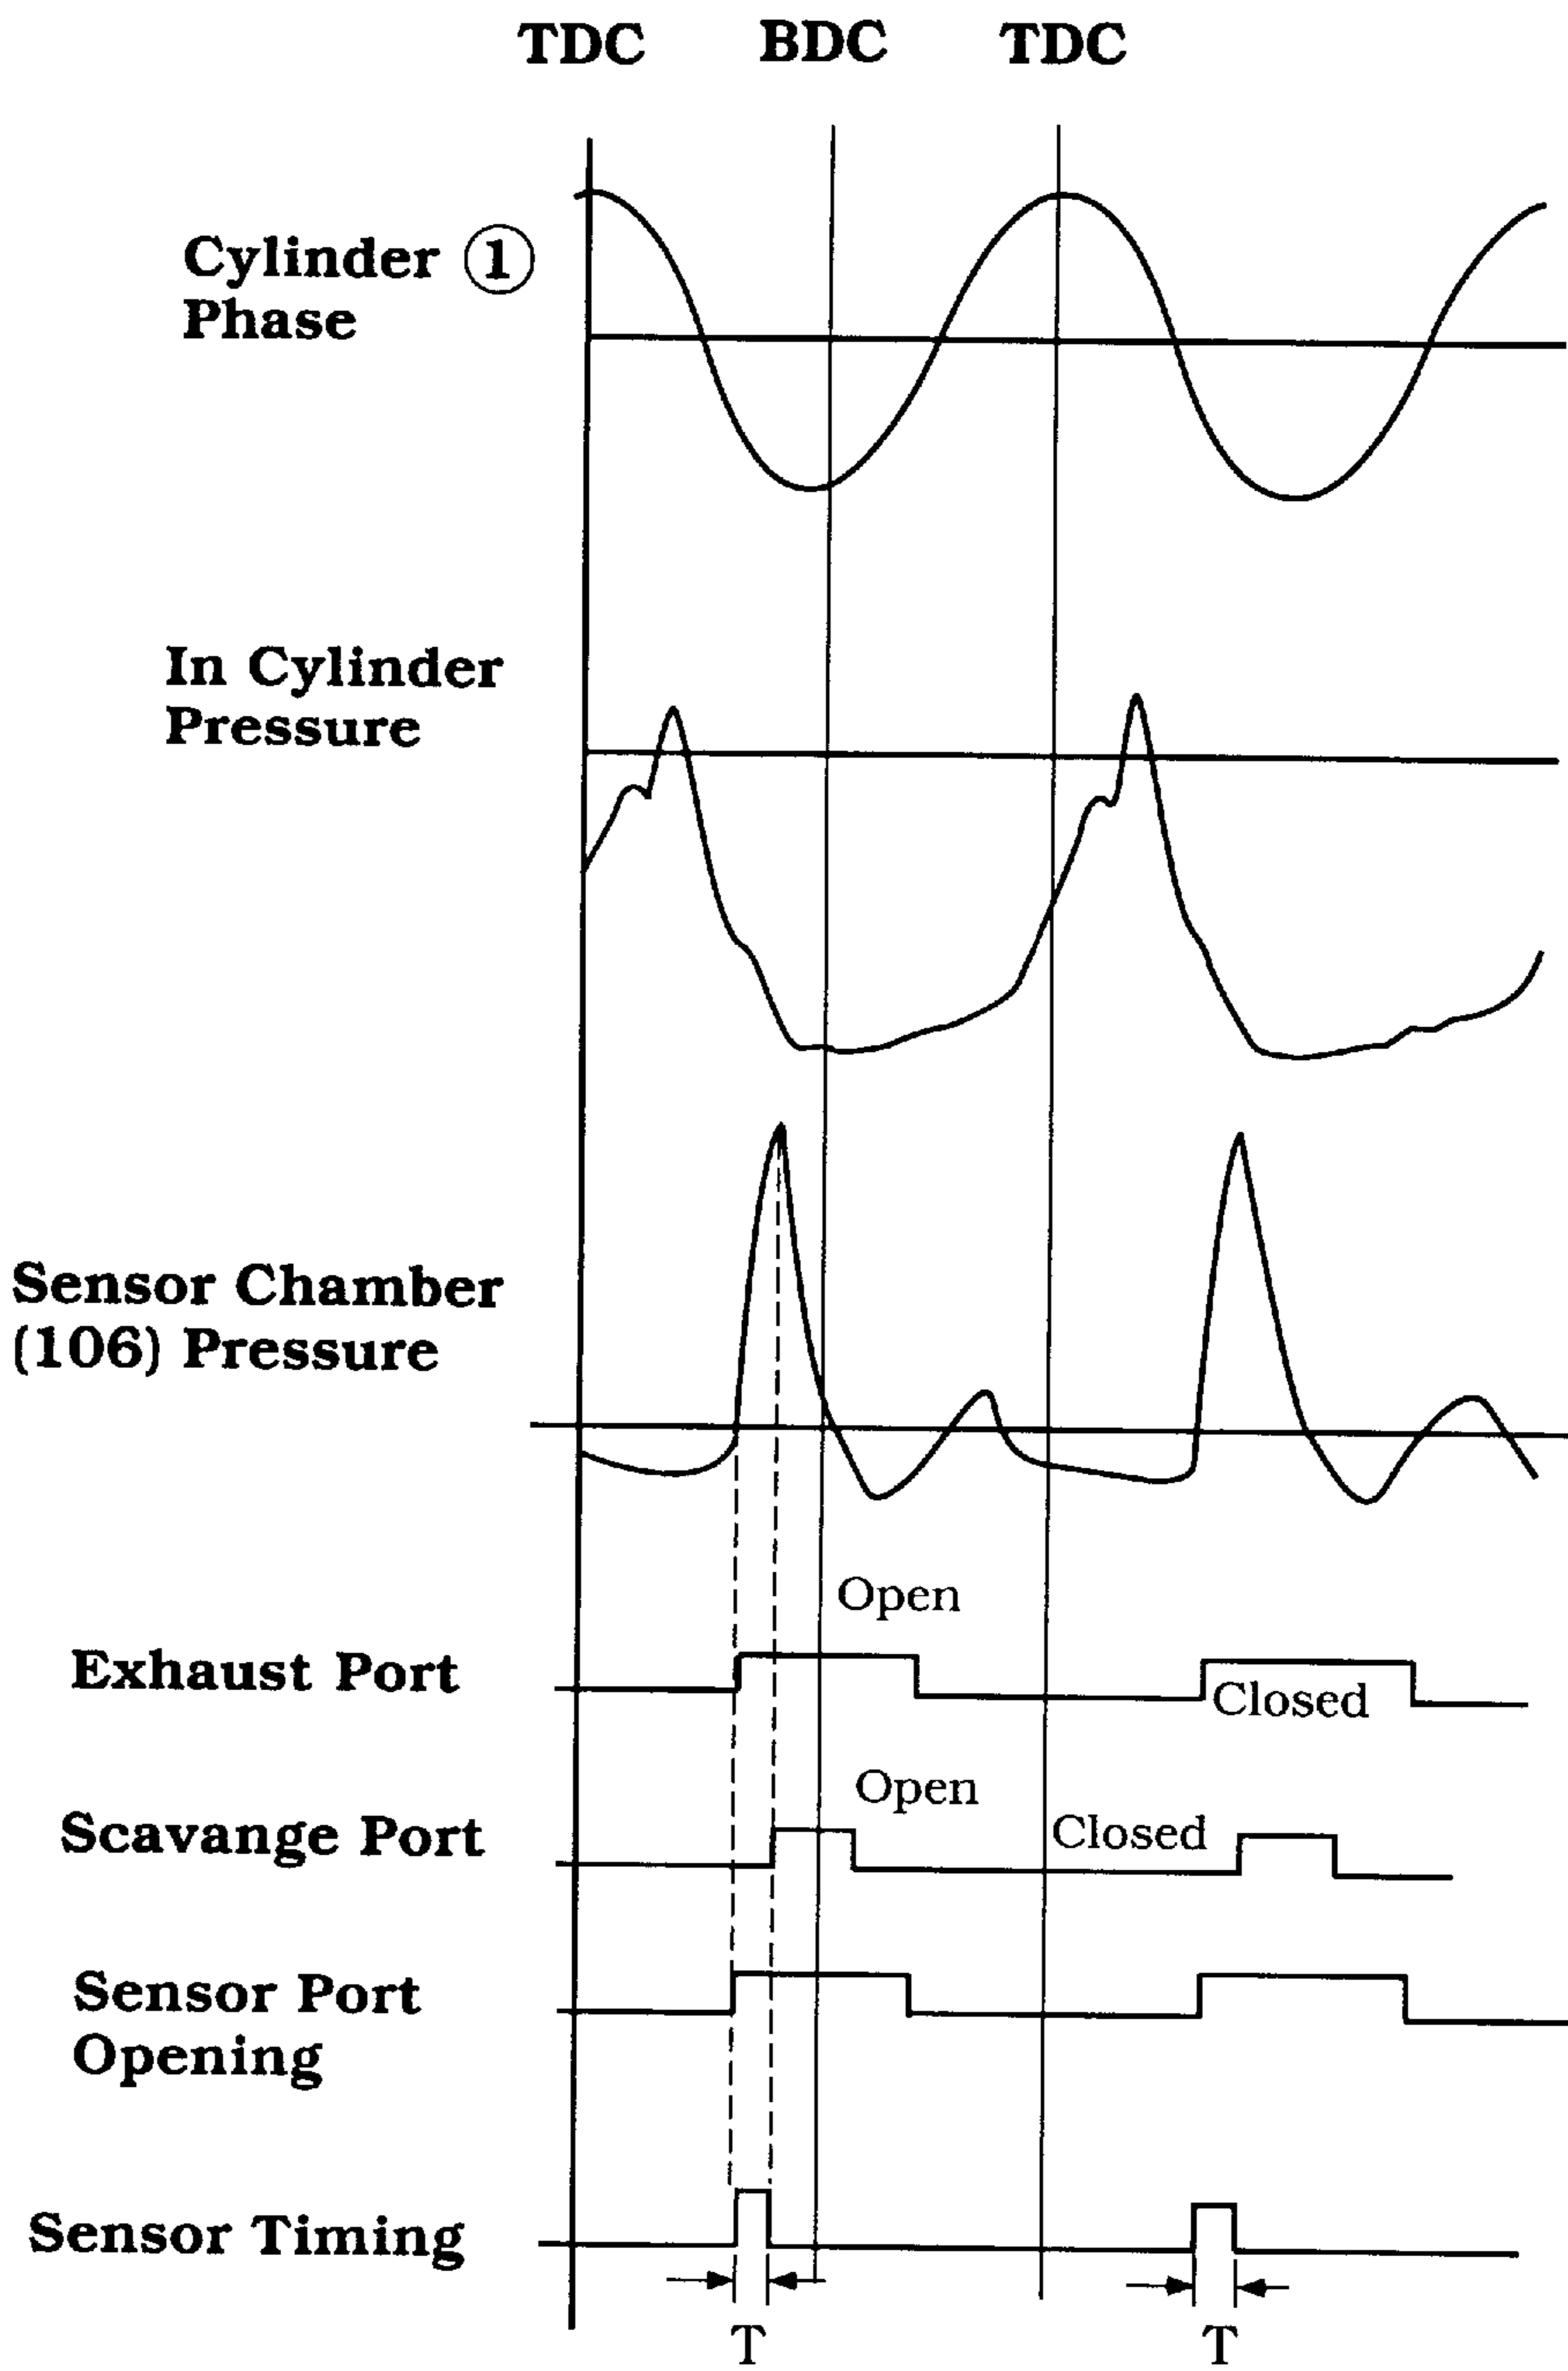 TDC BDC TDC
Cylinder 1
Phase
In Cylinder
Pressure
Sensor Chamber
(106) Pressure
Open
Exhaust Port
Closed
Open
Scavange Port
Closed
Sensor Port
Opening
Sensor Timing
T T